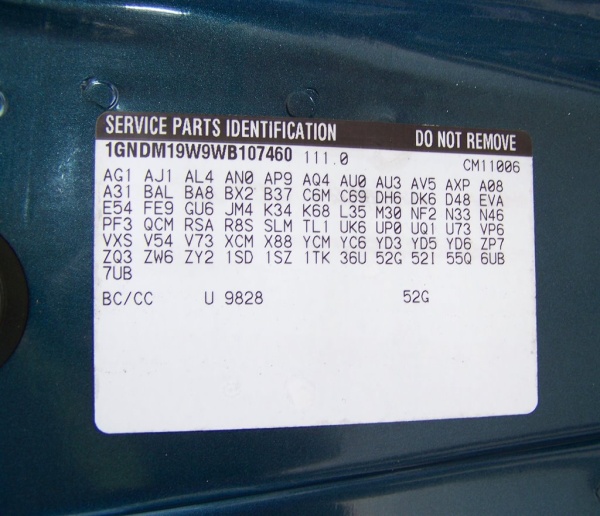 SERVICE PARTS IDENTIFICATION DO NOT REMOVE
1GNDM19W9WB107460 111.0 CM11006
AG1 AJ1 AL4 AN0 AP9 AQ4 AU0 AU3 AV5 AXP A08
A31 BAL BA8 BX2 B37 C6M C69 DH6 DK6 D48 EVA
E54 FE9 GU6 JM4 K34 K68 L35 M30 NF2 N33 N46
PF3 QCM RSA R8S SLM TL1 UK6 UP0 UQ1 U73 VP6
VXS V54 V73 XCM X88 YCM YC6 YD3 YD5 YD6 ZP7
ZQ3 ZW6 ZY2 1SD 1SZ 1TK 36U 52G 52I 55Q 6UB
7UB
BC/CC U 9828 52G